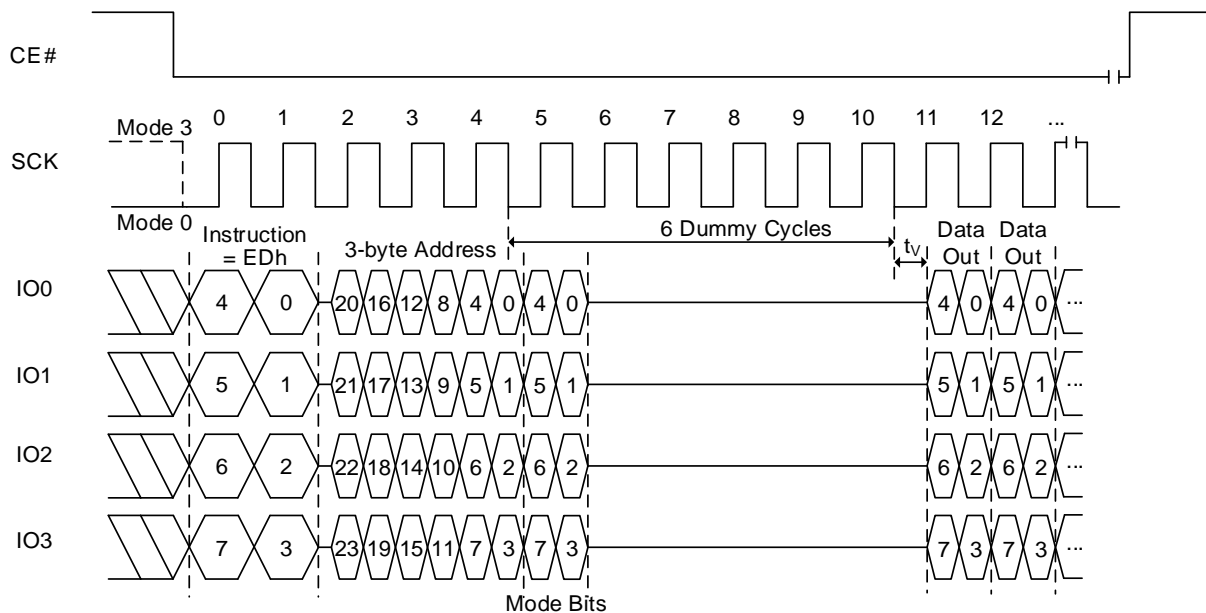 CE#
0 1 2 3 4 5 6 7 8 9 10 11 12 ...
Mode 3
SCK
Mode 0
Instruction
= EDh
3-byte Address
6 Dummy Cycles
tV
Data
Out
Data
Out
IO0
4 0 20 16 12 8 4 0 4 0 4 0 4 0 ...
IO1
5 1 21 17 13 9 5 1 5 1 5 1 5 1 ...
IO2
6 2 22 18 14 10 6 2 6 2 6 2 6 2 ...
IO3
7 3 23 19 15 11 7 3 7 3 7 3 7 3 ...
Mode Bits